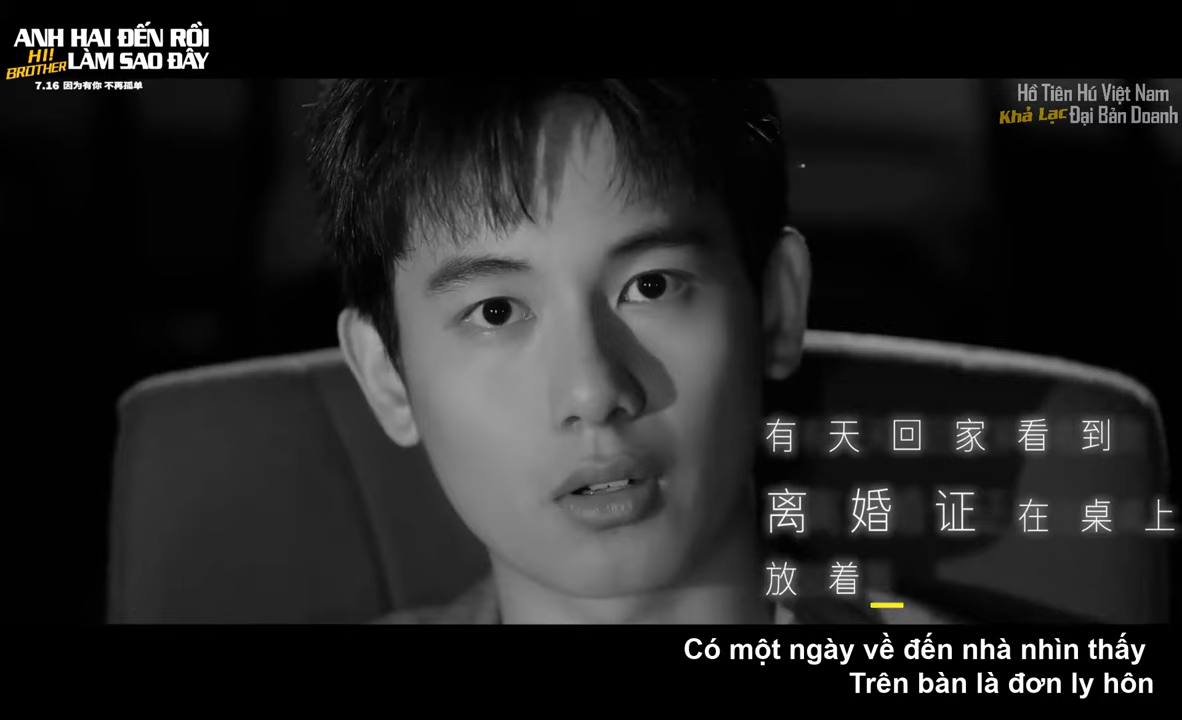 ANH HAI ĐẾN RỒI
HI!
BROTHER LÀM SAO ĐÂY
7.16 因为有你 不再孤单
Hồ Tiên Hú Việt Nam
Khả Lạc Đại Bản Doanh
有天回家看到
离婚证在桌上
放着
Có một ngày về đến nhà nhìn thấy
Trên bàn là đơn ly hôn